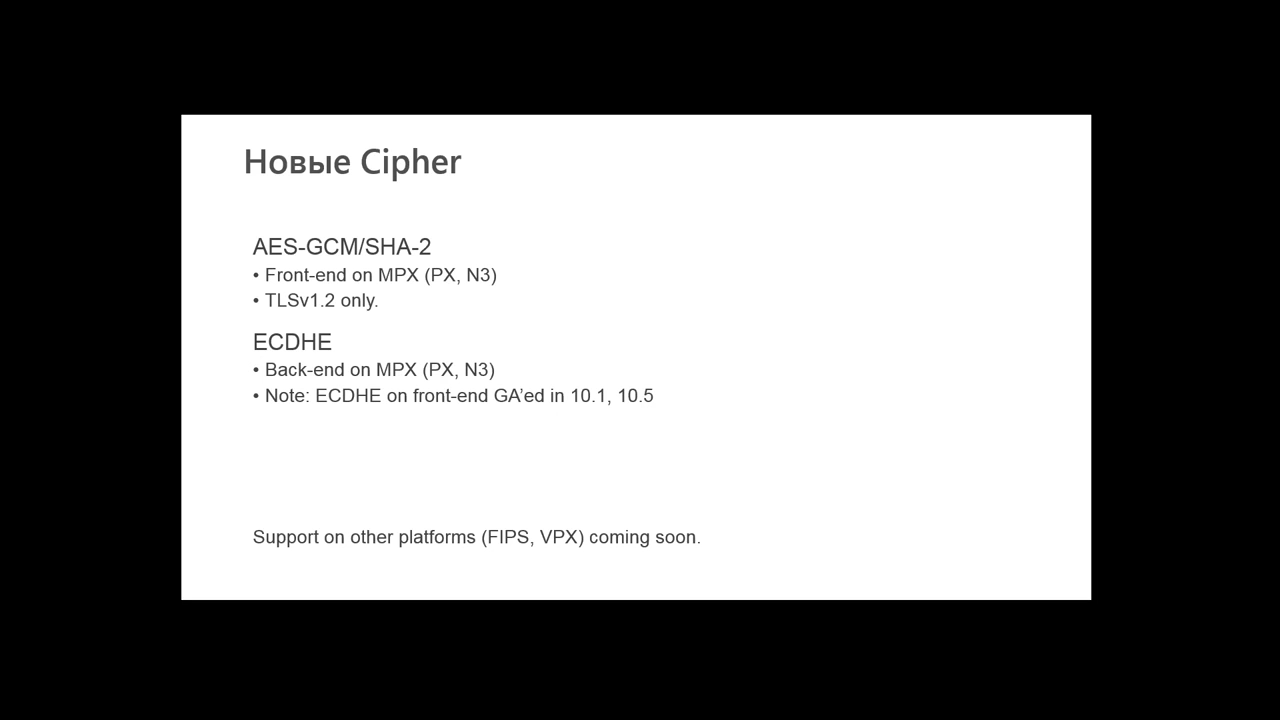 Новые Cipher
AES-GCM/SHA-2
• Front-end on MPX (PX, N3)
• TLSv1.2 only.
ECDHE
• Back-end on MPX (PX, N3)
• Note: ECDHE on front-end GA’ed in 10.1, 10.5
Support on other platforms (FIPS, VPX) coming soon.